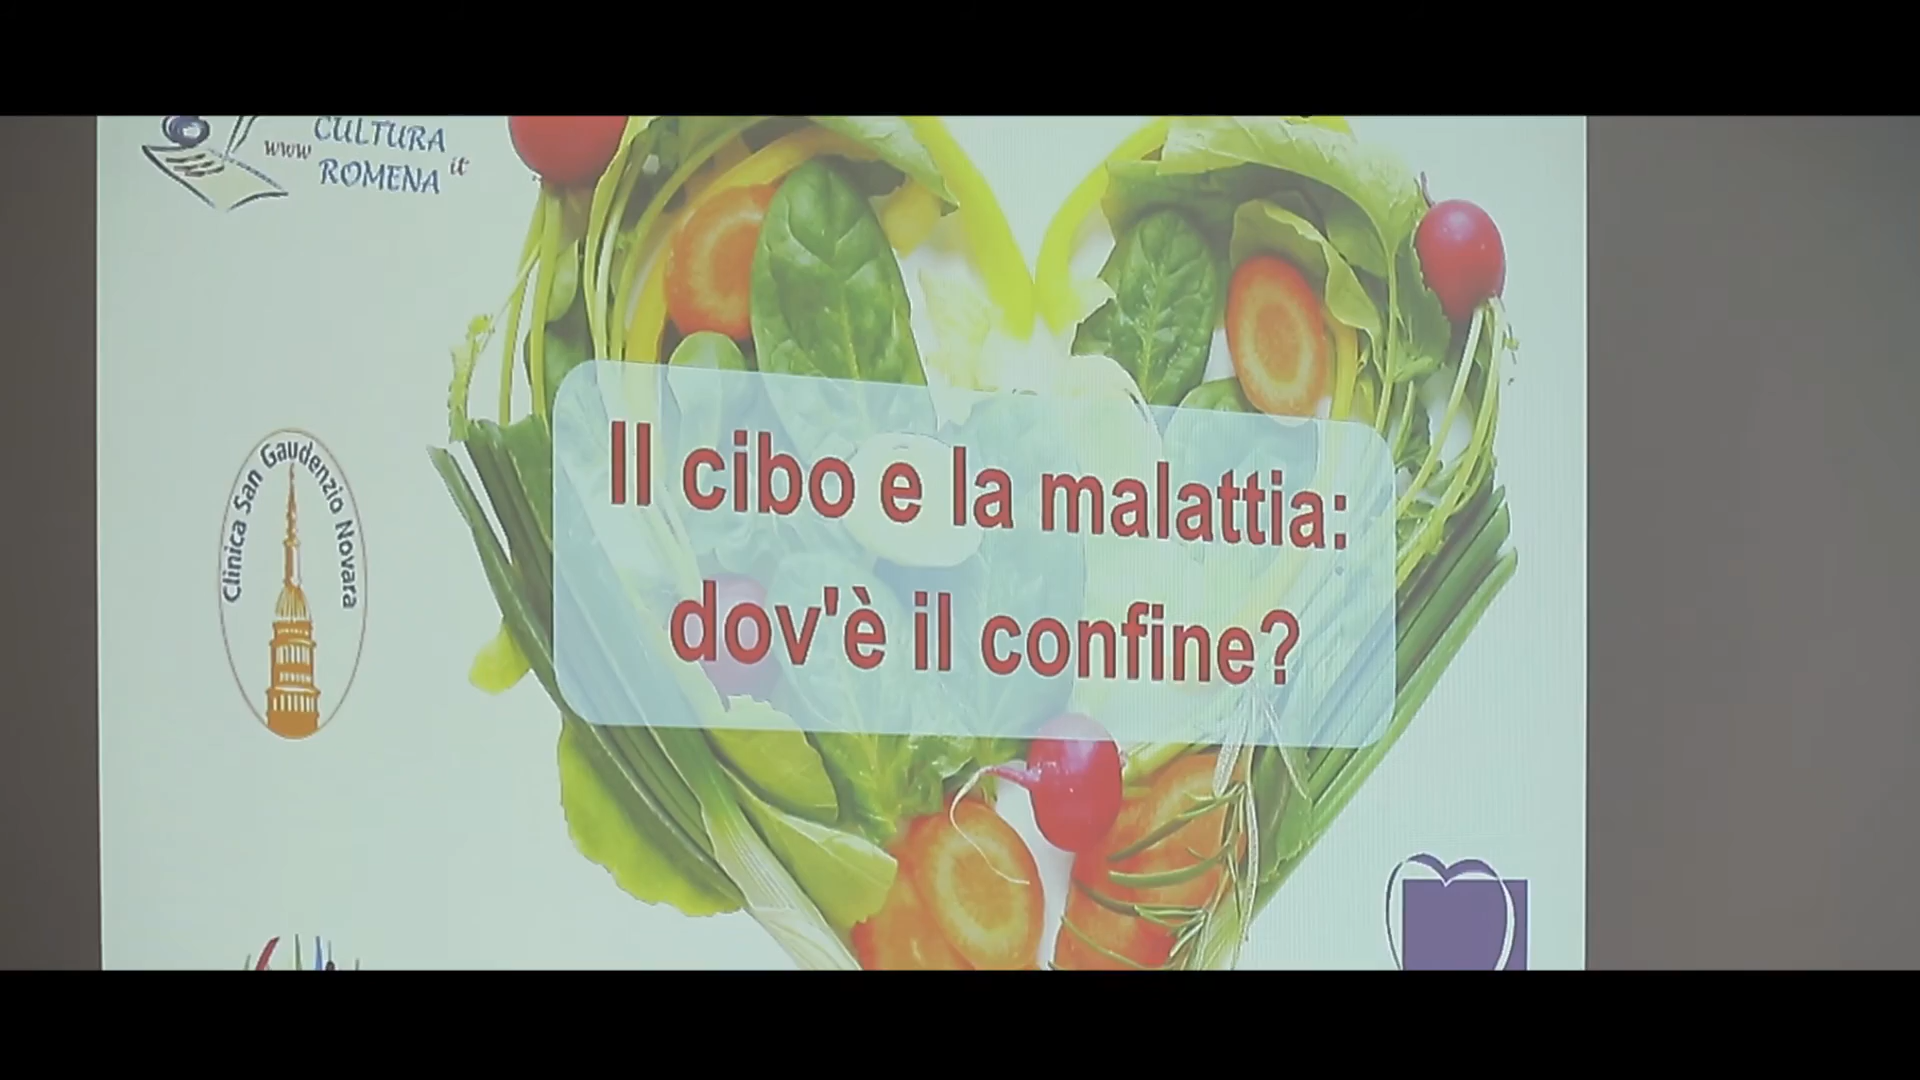 www CULTURA
ROMENA it
Clinica San Gaudenzio Novara
Il cibo e la malattia:
dov'è il confine?